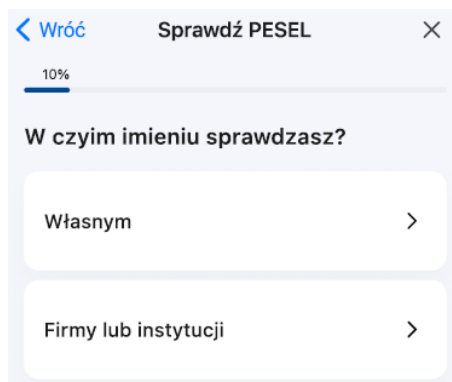 Wróć Sprawdź PESEL
10%
W czyim imieniu sprawdzasz?
Własnym
Firmy lub instytucji